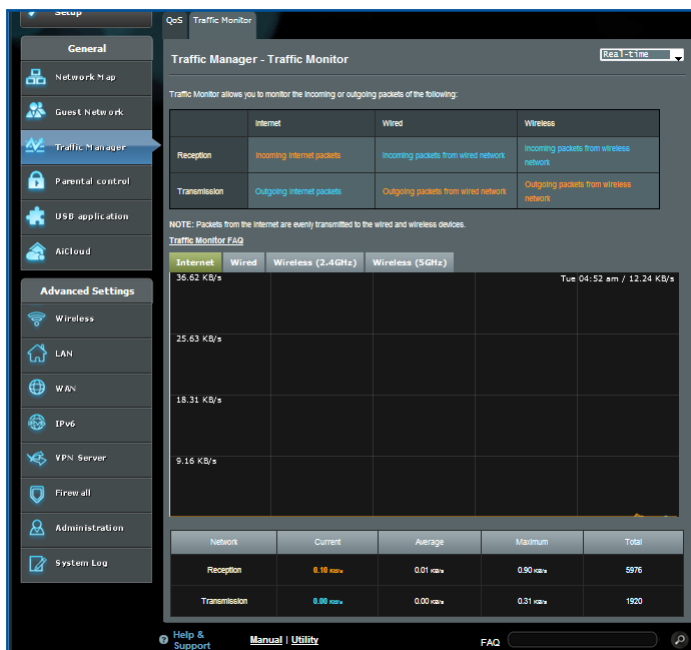 Setup
QoS Traffic Monitor
General
Network Map
Guest Network
Traffic Manager
Parental control
USB application
AiCloud
Advanced Settings
Wireless
LAN
WAN
IPv6
VPN Server
Firewall
Administration
System Log
Traffic Manager - Traffic Monitor
Real-time
Traffic Monitor allows you to monitor the incoming or outgoing packets of the following:
Internet Wired Wireless
Reception Incoming Internet packets Incoming packets from wired network Incoming packets from wireless
network
Transmission Outgoing Internet packets Outgoing packets from wired network Outgoing packets from wireless
network
NOTE: Packets from the Internet are evenly transmitted to the wired and wireless devices.
Traffic Monitor FAQ
Internet Wired Wireless (2.4GHz) Wireless (5GHz)
36.62 KB/s Tue 04:52 am / 12.24 KB/s
25.63 KB/s
18.31 KB/s
9.16 KB/s
Network Current Average Maximum Total
Reception 0.10 KB/s 0.01 KB/s 0.90 KB/s 5976
Transmission 0.00 KB/s 0.00 KB/s 0.31 KB/s 1920
Help &
Support
Manual | Utility
FAQ